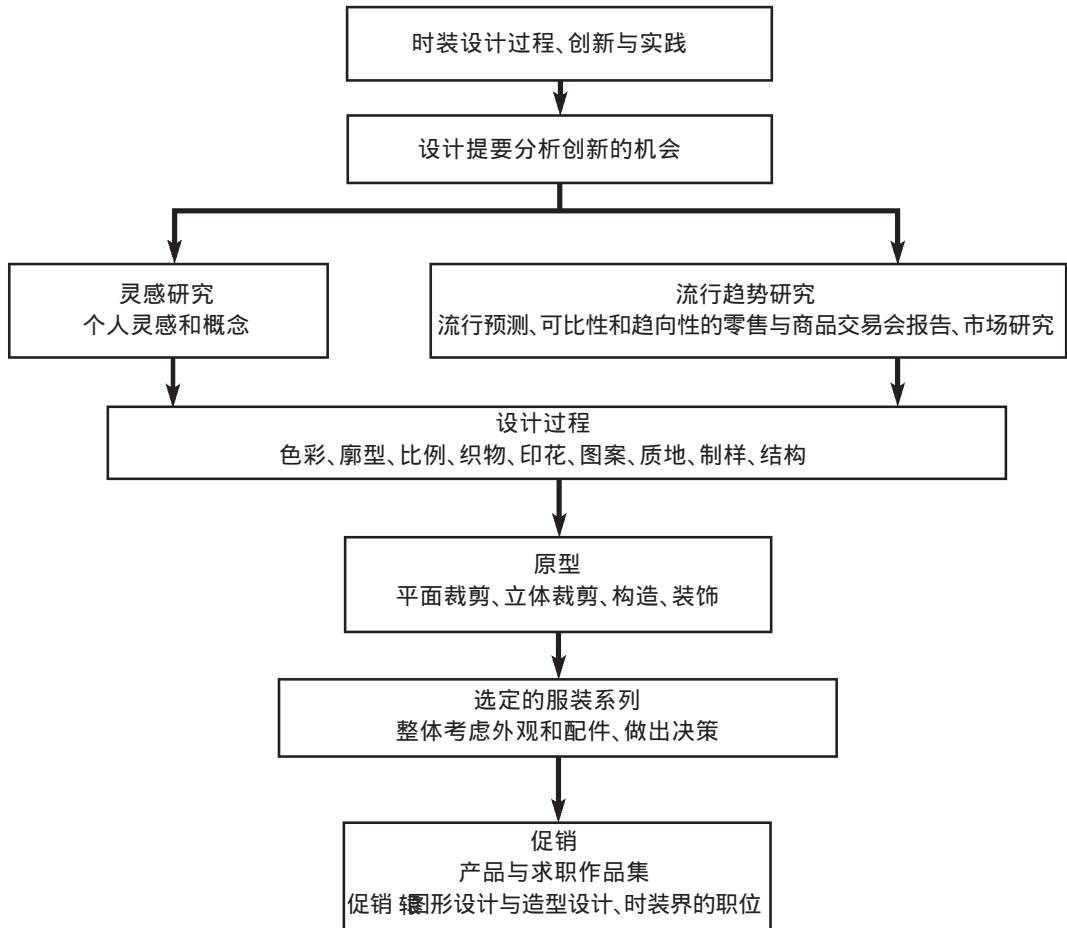 时装设计过程、创新与实践
设计提要分析创新的机会
灵感研究
个人灵感和概念
流行趋势研究
流行预测、可比性和趋向性的零售与商品交易会报告、市场研究
设计过程
色彩、廓型、比例、织物、印花、图案、质地、制样、结构
原型
平面裁剪、立体裁剪、构造、装饰
选定的服装系列
整体考虑外观和配件、做出决策
促销
产品与求职作品集
促销 图形设计与造型设计、时装界的职位